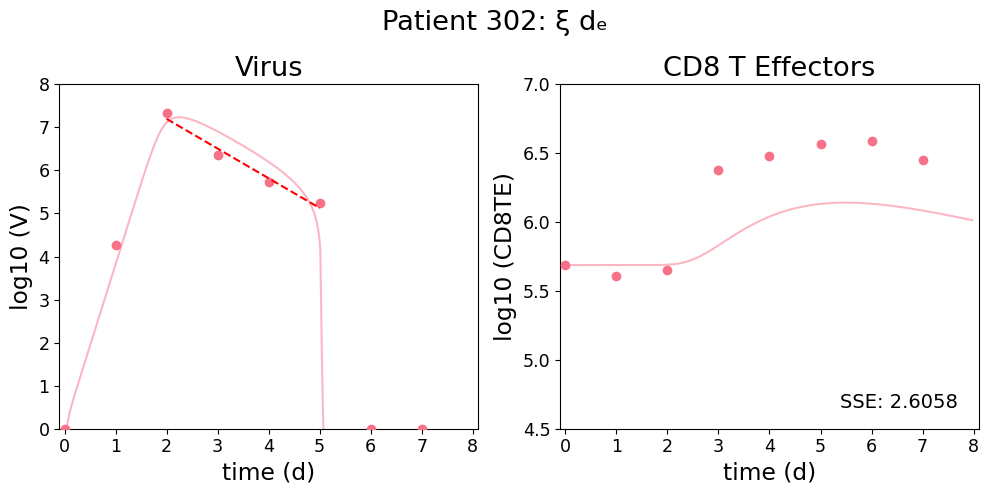 Patient 302: ξ dₑ
Virus
log10 (V)
8
7
6
5
4
3
2
1
0
0 1 2 3 4 5 6 7 8
time (d)
CD8 T Effectors
log10 (CD8TE)
7.0
6.5
6.0
5.5
5.0
4.5
SSE: 2.6058
0 1 2 3 4 5 6 7 8
time (d)